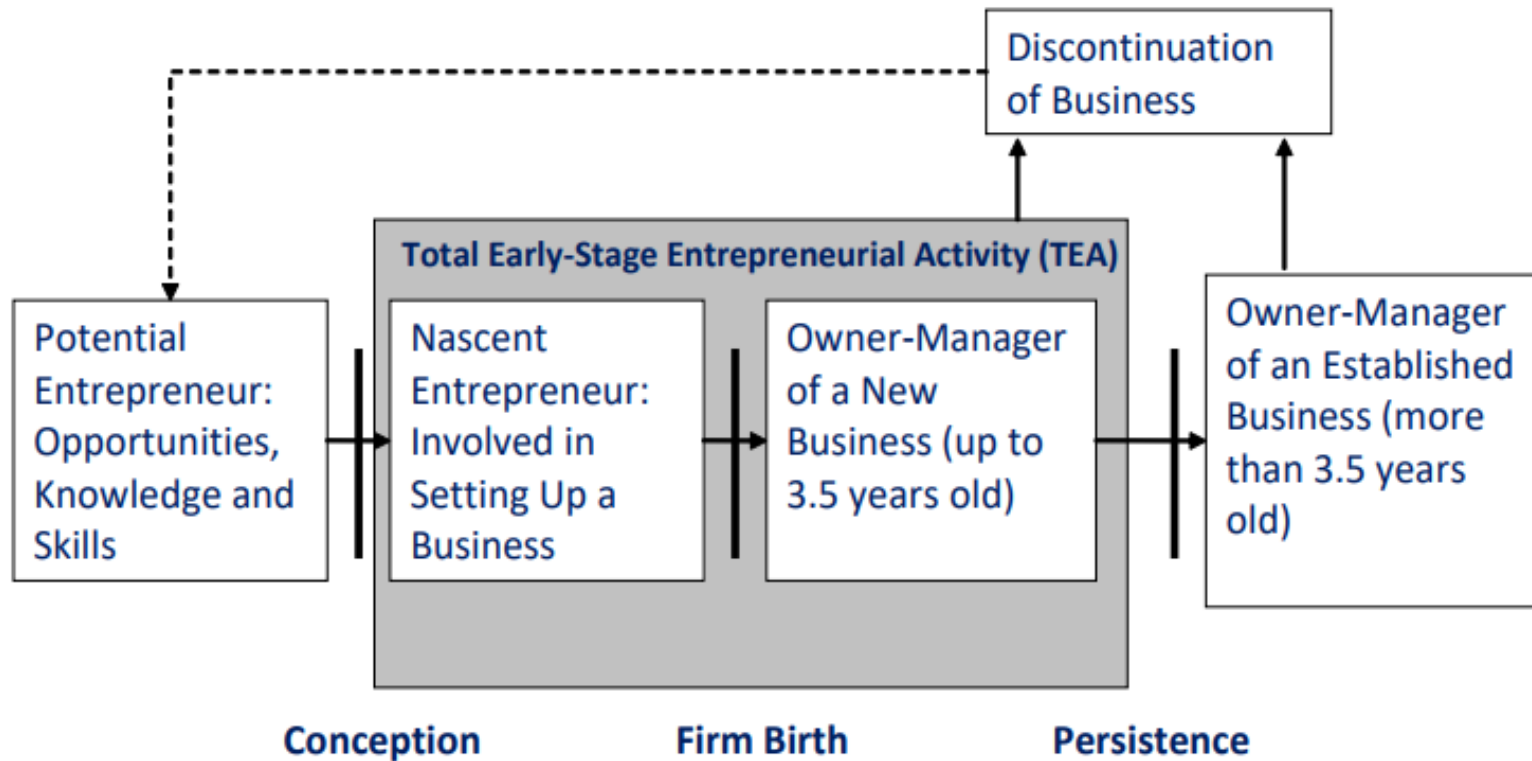 Discontinuation
of Business
Total Early-Stage Entrepreneurial Activity (TEA)
Potential
Entrepreneur:
Opportunities,
Knowledge and
Skills
Nascent
Entrepreneur:
Involved in
Setting Up a
Business
Owner-Manager
of a New
Business (up to
3.5 years old)
Owner-Manager
of an Established
Business (more
than 3.5 years
old)
Conception
Firm Birth
Persistence